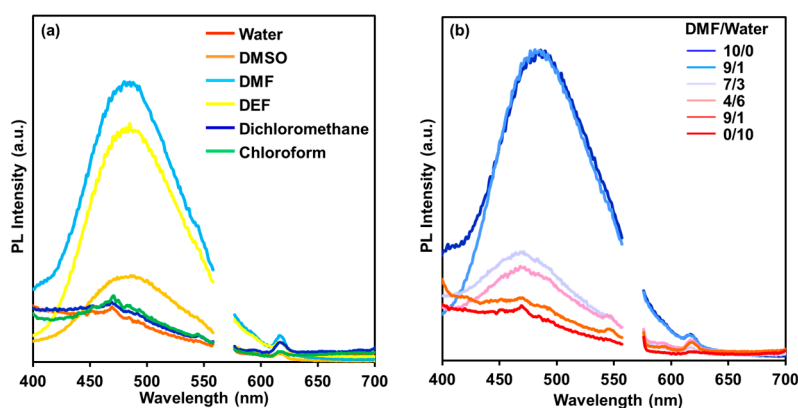 (a)
Water
DMSO
DMF
DEF
Dichloromethane
Chloroform
PL Intensity (a.u.)
400 450 500 550 600 650 700
Wavelength (nm)
(b)
DMF/Water
10/0
9/1
7/3
4/6
9/1
0/10
PL Intensity (a.u.)
400 450 500 550 600 650 700
Wavelength (nm)